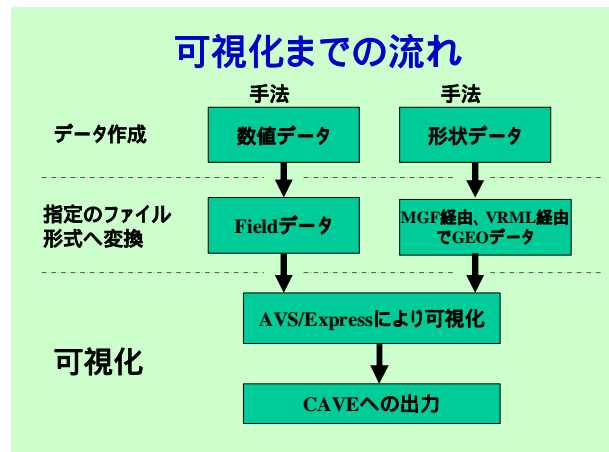 可視化までの流れ
手法
手法
データ作成
数値データ
形状データ
指定のファイル
形式へ変換
Fieldデータ
MGF経由、VRML経由
でGEOデータ
AVS/Expressにより可視化
可視化
CAVEへの出力